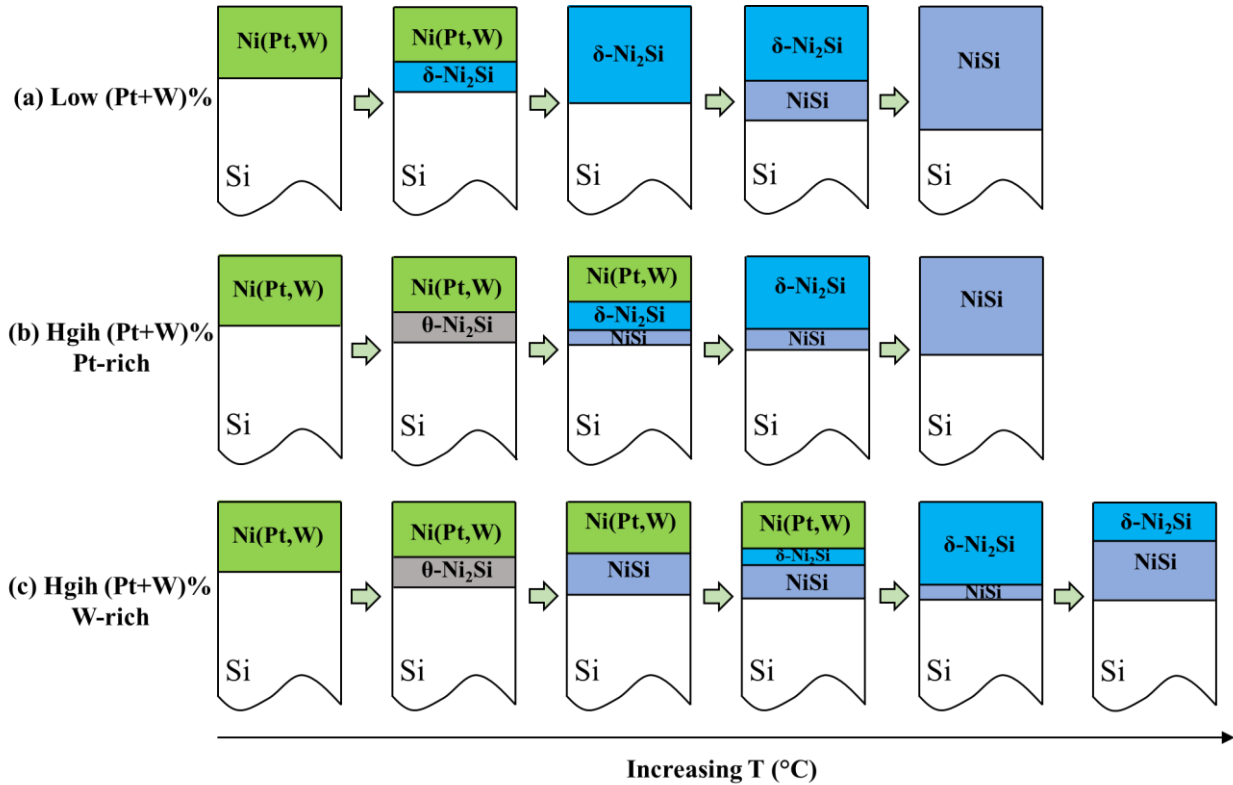 (a) Low (Pt+W)%
Ni(Pt,W)
Si
Ni(Pt,W)
δ-Ni₂Si
Si
δ-Ni₂Si
δ-Ni₂Si
NiSi
NiSi
(b) Hgih (Pt+W)%
Pt-rich
Ni(Pt,W)
Si
Ni(Pt,W)
θ-Ni₂Si
Si
Ni(Pt,W)
δ-Ni₂Si
NiSi
Si
δ-Ni₂Si
NiSi
Si
NiSi
Si
(c) Hgih (Pt+W)%
W-rich
Ni(Pt,W)
Si
Ni(Pt,W)
θ-Ni₂Si
Si
Ni(Pt,W)
NiSi
Si
Ni(Pt,W)
δ-Ni₂Si
NiSi
Si
δ-Ni₂Si
NiSi
Si
δ-Ni₂Si
NiSi
Si
Increasing T (°C)